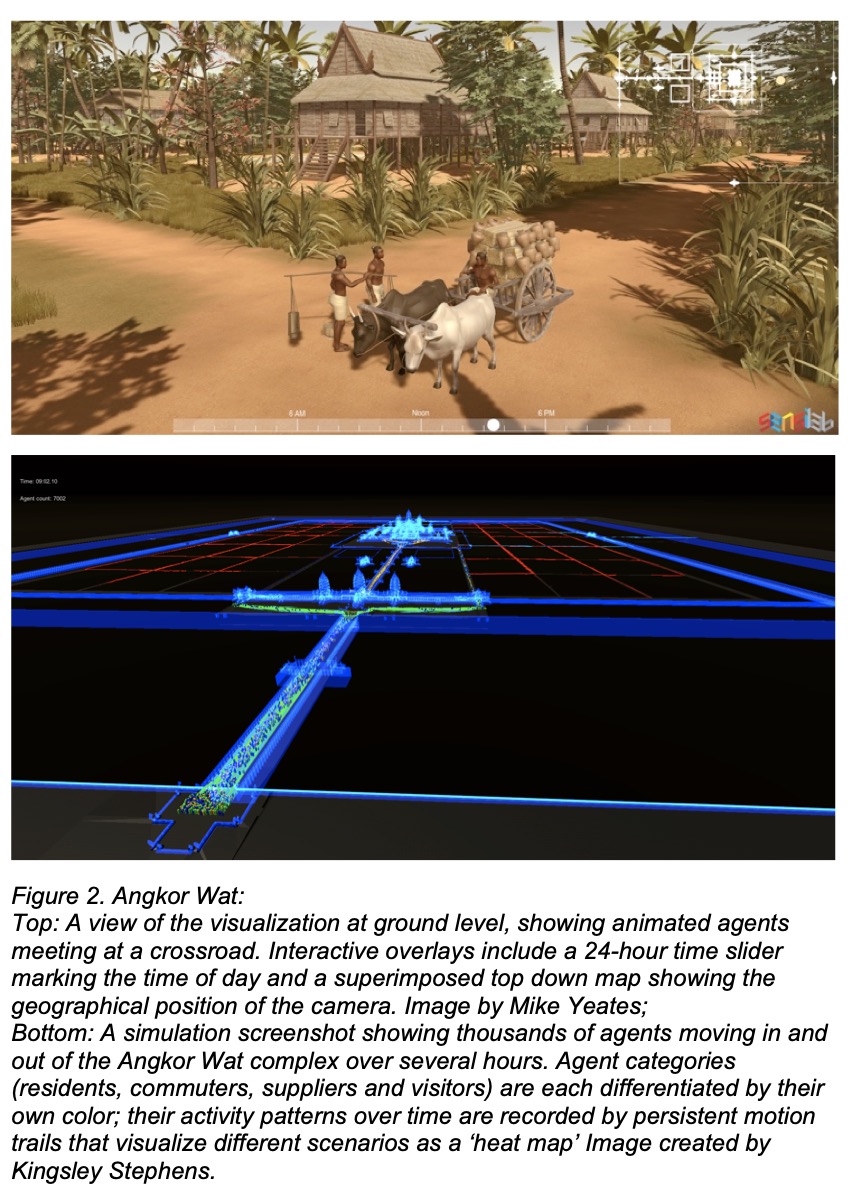 6 AM
Noon
6 PM
sensilab
Time: 09:02.10
Agent count: 7002
Figure 2. Angkor Wat:
Top: A view of the visualization at ground level, showing animated agents
meeting at a crossroad. Interactive overlays include a 24-hour time slider
marking the time of day and a superimposed top down map showing the
geographical position of the camera. Image by Mike Yeates;
Bottom: A simulation screenshot showing thousands of agents moving in and
out of the Angkor Wat complex over several hours. Agent categories
(residents, commuters, suppliers and visitors) are each differentiated by their
own color; their activity patterns over time are recorded by persistent motion
trails that visualize different scenarios as a ‘heat map’ Image created by
Kingsley Stephens.